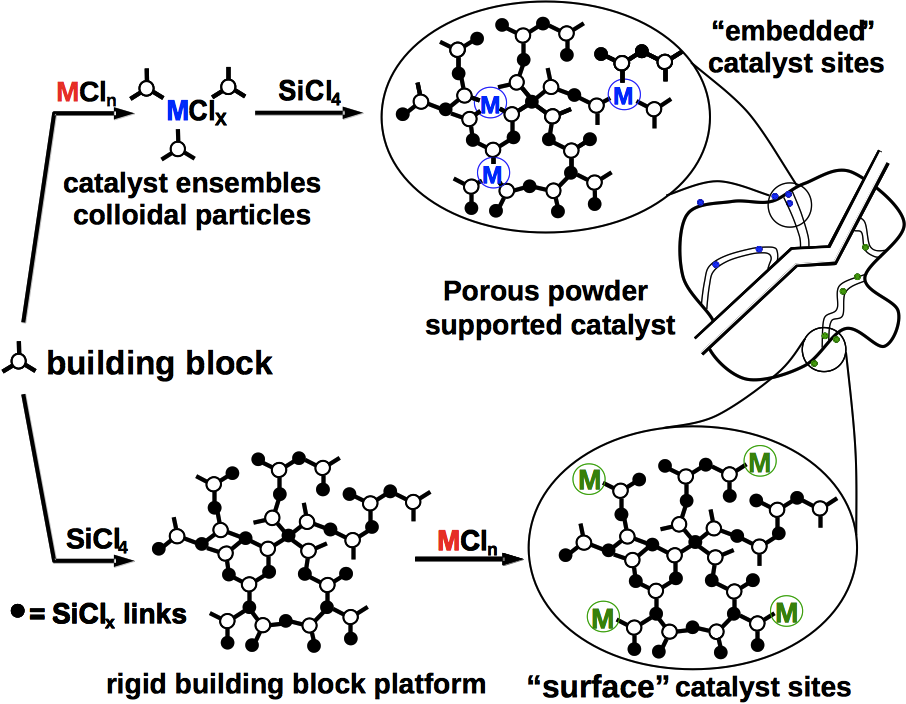 “embedded”
catalyst sites
MCln
MClx
SiCl4
M
M
M
catalyst ensembles
colloidal particles
Porous powder
supported catalyst
building block
SiCl4
MCln
M
M
M
M
= SiClx links
rigid building block platform
“surface” catalyst sites